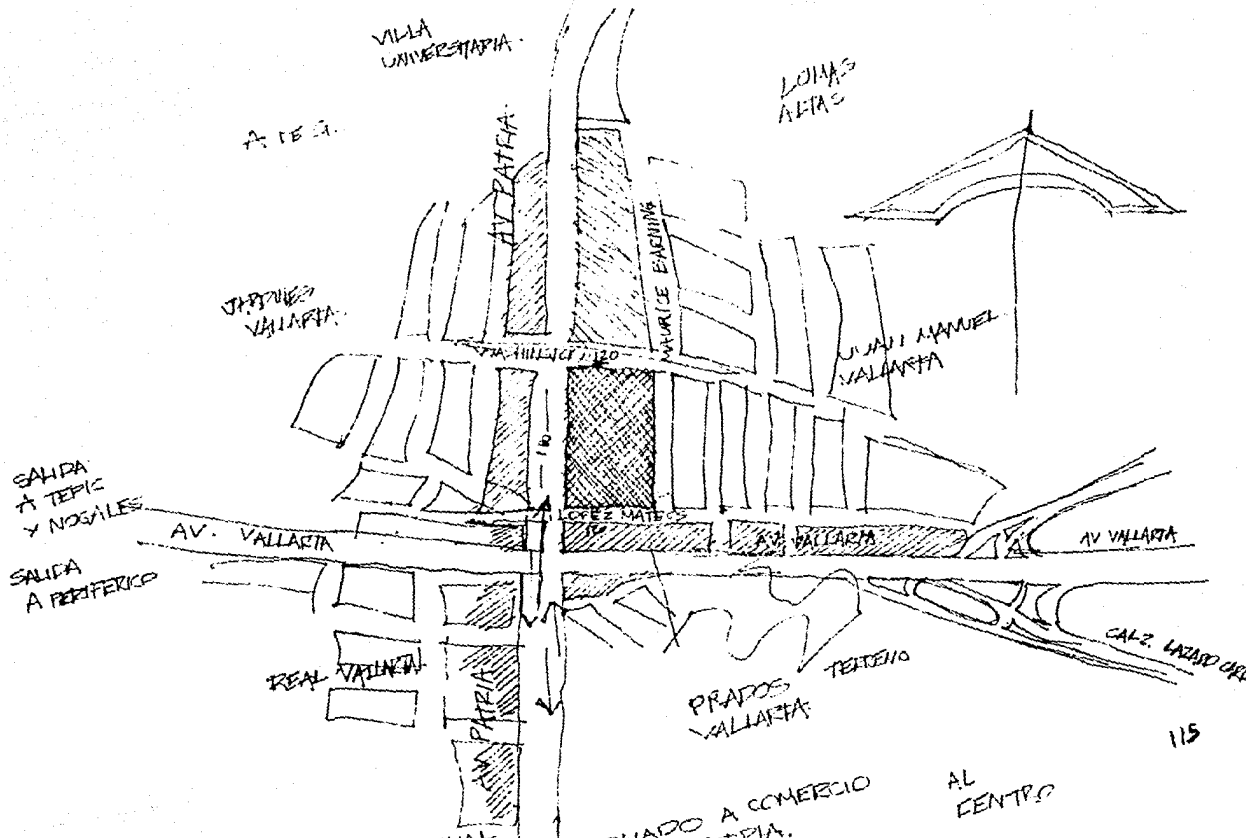 VILLA
UNIVERSITARIA.
LOMAS
ALTAS
AV PATRIA.
JARDINES
VALLARTA.
MAURICE BARNING
JUAN MANUEL
VALLARTA
SALIDA
A TEPIC
Y NOGALES
LOPEZ MATEOS
AV. VALLARTA
AV. VALLARTA
AV VALLARTA
SALIDA
A PERIFERICO
CALZ. LAZARO
REAL VALLARTA
TERRENO
PRADOS
VALLARTA
AV PATRIA
115
A COMERCIO
AL
CENTRO